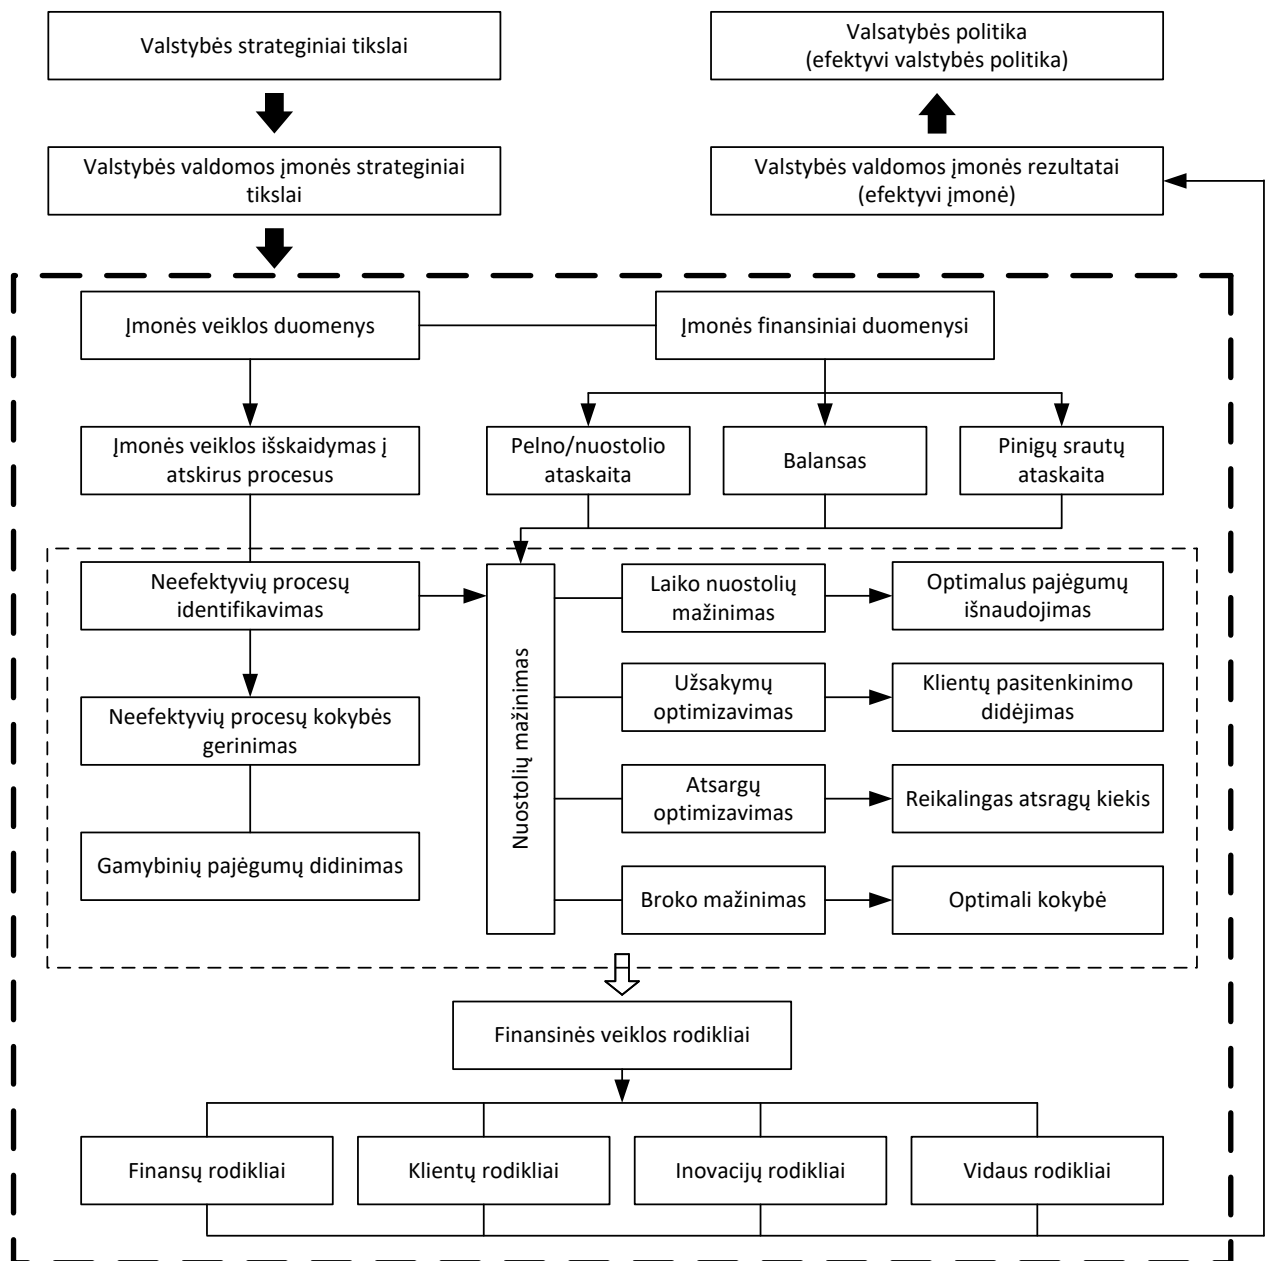 Valstybės strateginiai tikslai
Valsatybės politika
(efektyvi valstybės politika)
Valstybės valdomos įmonės strateginiai
tikslai
Valstybės valdomos įmonės rezultatai
(efektyvi įmonė)
Įmonės veiklos duomenys
Įmonės finansiniai duomenysi
Įmonės veiklos išskaidymas į
atskirus procesus
Pelno/nuostolio
ataskaita
Balansas
Pinigų srautų
ataskaita
Neefektyvių procesų
identifikavimas
Nuostolių mažinimas
Laiko nuostolių
mažinimas
Optimalus pajėgumų
išnaudojimas
Neefektyvių procesų kokybės
gerinimas
Užsakymų
optimizavimas
Klientų pasitenkinimo
didėjimas
Gamybinių pajėgumų didinimas
Atsargų
optimizavimas
Reikalingas atsragų kiekis
Broko mažinimas
Optimali kokybė
Finansinės veiklos rodikliai
Finansų rodikliai
Klientų rodikliai
Inovacijų rodikliai
Vidaus rodikliai